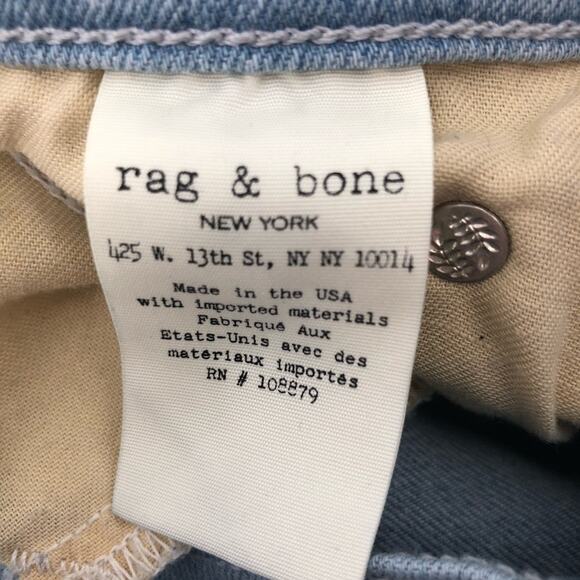 rag & bone
NEW YORK
425 W. 13th St, NY NY 10014
Made in the USA
with imported materials
Fabriqué Aux
Etats-Unis avec des
matériaux importés
RN # 108879